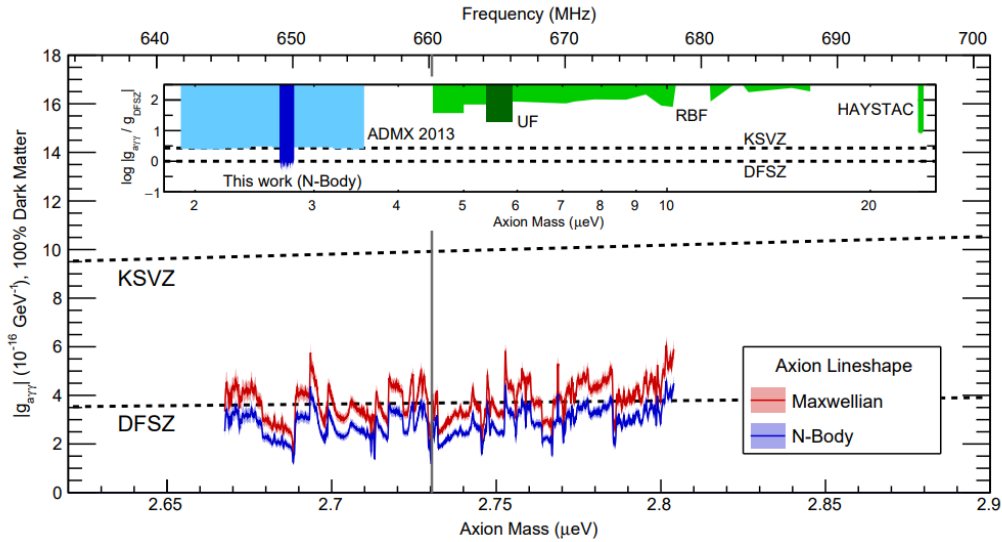 Frequency (MHz)
640 650 660 670 680 690 700
|g_aγγ| (10⁻¹⁶ GeV⁻¹), 100% Dark Matter
18
16
14
12
10
8
6
4
2
0
log |g_aγγ / g_DFSZ|
2
1
0
−1
ADMX 2013
This work (N-Body)
UF
RBF
HAYSTAC
KSVZ
DFSZ
2 3 4 5 6 7 8 9 10 20
Axion Mass (μeV)
KSVZ
DFSZ
Axion Lineshape
Maxwellian
N-Body
2.65 2.7 2.75 2.8 2.85 2.9
Axion Mass (μeV)